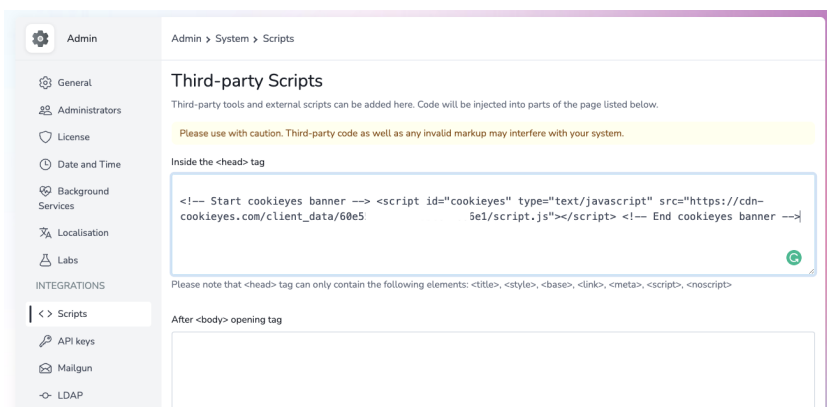 Admin
Admin > System > Scripts
General
Administrators
License
Date and Time
Background
Services
Localisation
Labs
INTEGRATIONS
< > Scripts
API keys
Mailgun
LDAP
Third-party Scripts
Third-party tools and external scripts can be added here. Code will be injected into parts of the page listed below.
Please use with caution. Third-party code as well as any invalid markup may interfere with your system.
Inside the <head> tag
<!-- Start cookieyes banner --> <script id="cookieyes" type="text/javascript" src="https://cdn-
cookieyes.com/client_data/60e5 6e1/script.js"></script> <!-- End cookieyes banner -->
Please note that <head> tag can only contain the following elements: <title>, <style>, <base>, <link>, <meta>, <script>, <noscript>
After <body> opening tag